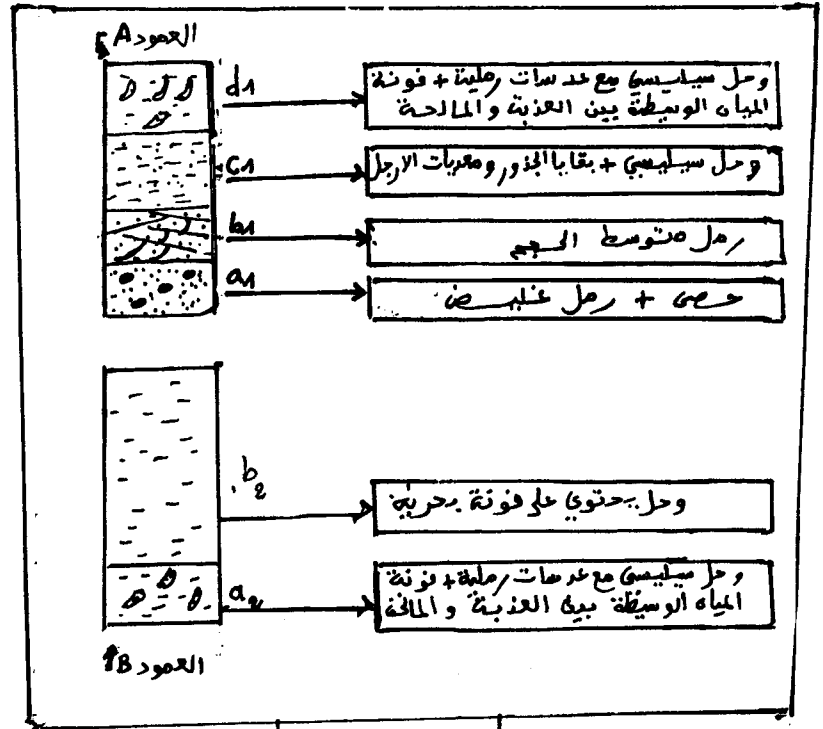 العمود A
d1
وحل سيليسي مع عدسات رملية + فونة
المياه الوسيطة بين العذبة والمالحة
c1
وحل سيليسي + بقايا الجذور ومعديات الارجل
b1
رمل متوسط الحجم
a1
حصى + رمل غليض
b2
وحل يحتوي على فونة بحرية
a2
وحل سيليسي مع عدسات رملية + فونة
المياه الوسيطة بين العذبة و المالحة
العمود B